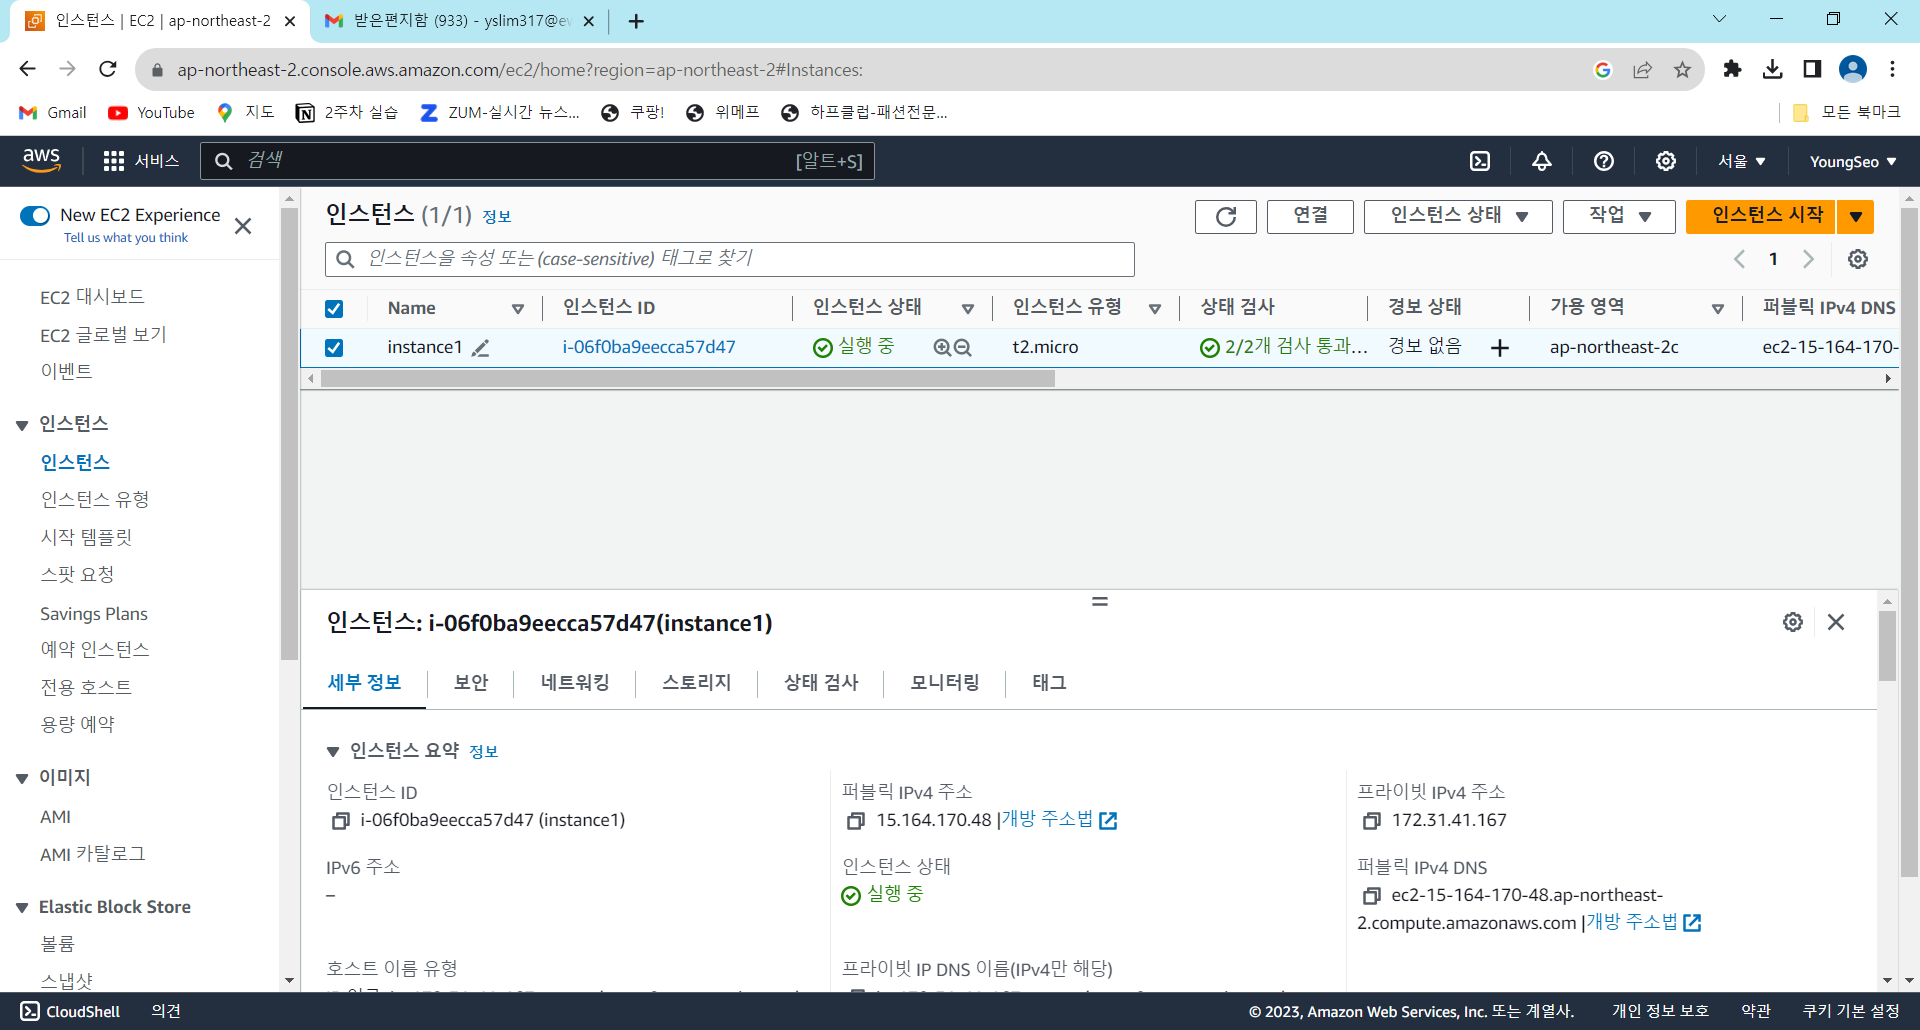 인스턴스 | EC2 | ap-northeast-2
받은편지함 (933) - yslim317@ew
ap-northeast-2.console.aws.amazon.com/ec2/home?region=ap-northeast-2#Instances:
Gmail YouTube 지도 2주차 실습 ZUM-실시간 뉴스... 쿠팡! 위메프 하프클럽-패션전문... 모든 북마크
aws 서비스 검색 [알트+S] 서울 YoungSeo
New EC2 Experience
Tell us what you think
EC2 대시보드
EC2 글로벌 보기
이벤트
인스턴스
인스턴스
인스턴스 유형
시작 템플릿
스팟 요청
Savings Plans
예약 인스턴스
전용 호스트
용량 예약
이미지
AMI
AMI 카탈로그
Elastic Block Store
볼륨
스냅샷
인스턴스 (1/1) 정보
연결 인스턴스 상태 작업 인스턴스 시작
인스턴스을 속성 또는 (case-sensitive) 태그로 찾기
1
Name 인스턴스 ID 인스턴스 상태 인스턴스 유형 상태 검사 경보 상태 가용 영역 퍼블릭 IPv4 DNS
instance1 i-06f0ba9eecca57d47 실행 중 t2.micro 2/2개 검사 통과... 경보 없음 ap-northeast-2c ec2-15-164-170-
인스턴스: i-06f0ba9eecca57d47(instance1)
세부 정보 보안 네트워킹 스토리지 상태 검사 모니터링 태그
인스턴스 요약 정보
인스턴스 ID
i-06f0ba9eecca57d47 (instance1)
퍼블릭 IPv4 주소
15.164.170.48 |개방 주소법
프라이빗 IPv4 주소
172.31.41.167
IPv6 주소
–
인스턴스 상태
실행 중
퍼블릭 IPv4 DNS
ec2-15-164-170-48.ap-northeast-
2.compute.amazonaws.com |개방 주소법
호스트 이름 유형
프라이빗 IP DNS 이름(IPv4만 해당)
CloudShell 의견 © 2023, Amazon Web Services, Inc. 또는 계열사. 개인 정보 보호 약관 쿠키 기본 설정